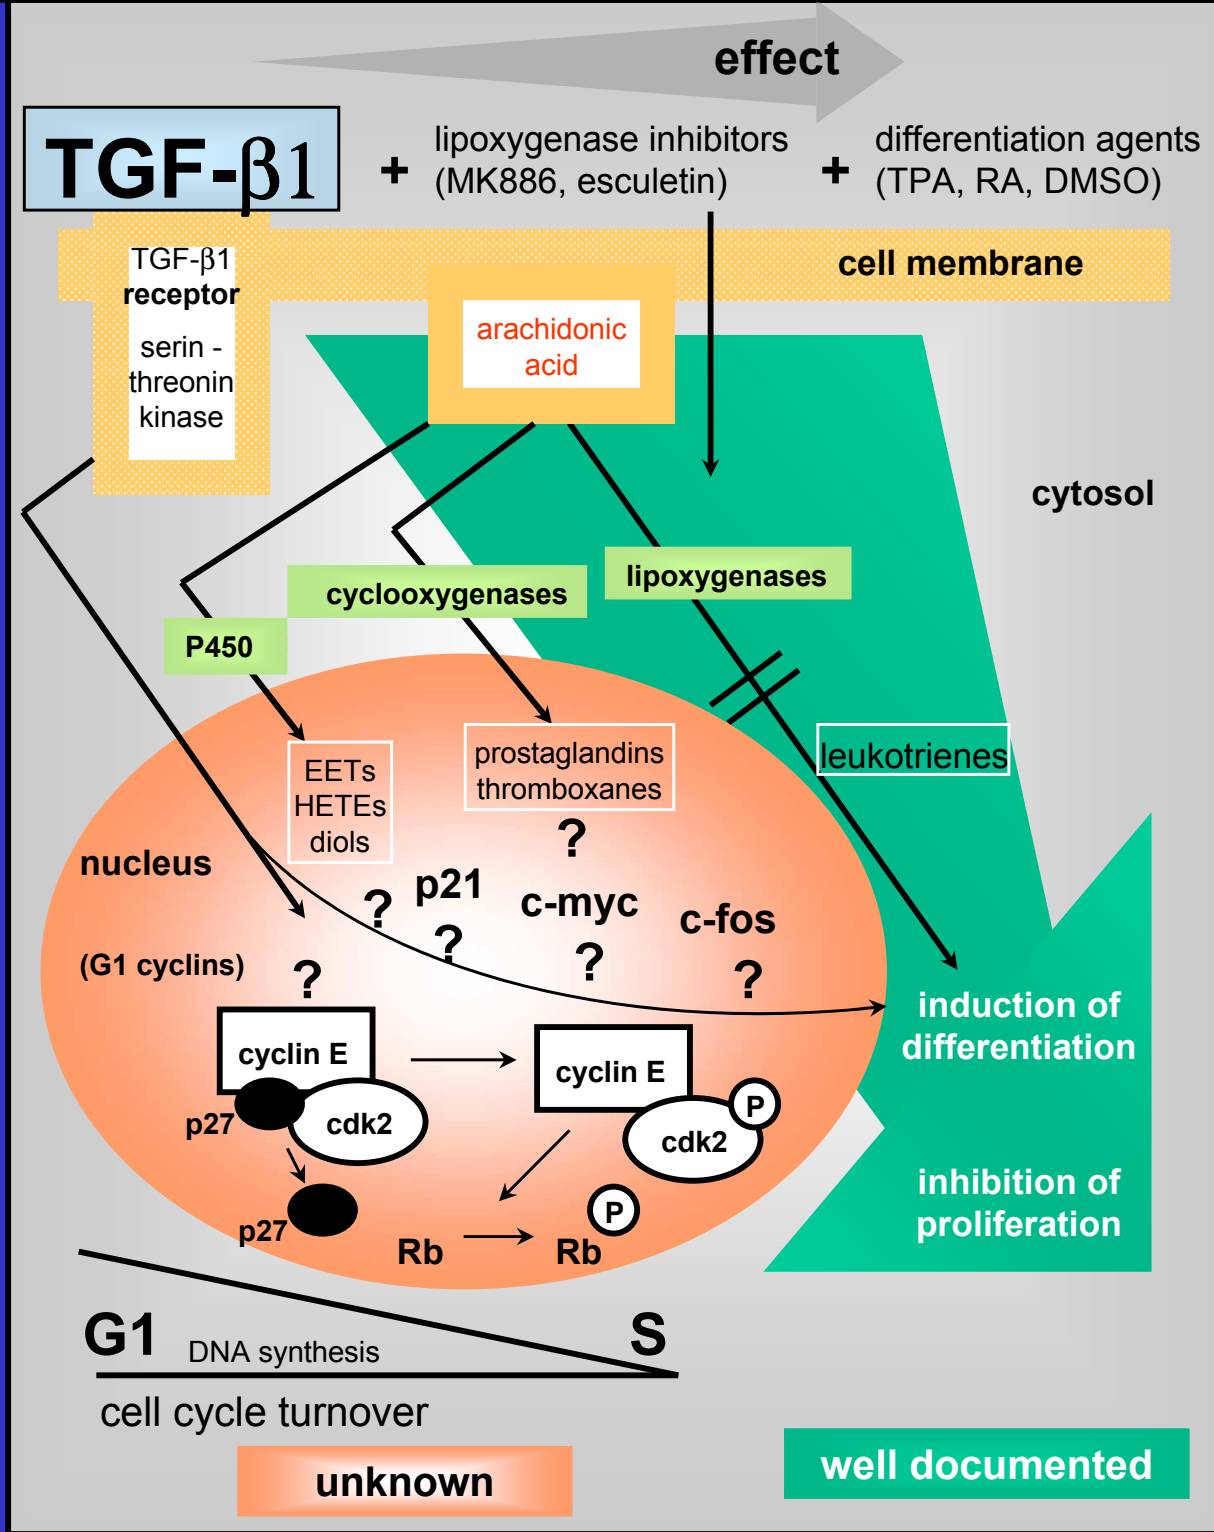 effect
TGF-β1
+
lipoxygenase inhibitors
(MK886, esculetin)
+
differentiation agents
(TPA, RA, DMSO)
TGF-β1
receptor
serin -
threonin
kinase
cell membrane
arachidonic
acid
cytosol
lipoxygenases
cyclooxygenases
P450
leukotrienes
prostaglandins
thromboxanes
?
EETs
HETEs
diols
nucleus
?
p21
?
c-myc
?
c-fos
?
(G1 cyclins)
?
induction of
differentiation
cyclin E
p27
cdk2
cyclin E
cdk2
P
p27
Rb
Rb
P
inhibition of
proliferation
G1
DNA synthesis
S
cell cycle turnover
unknown
well documented